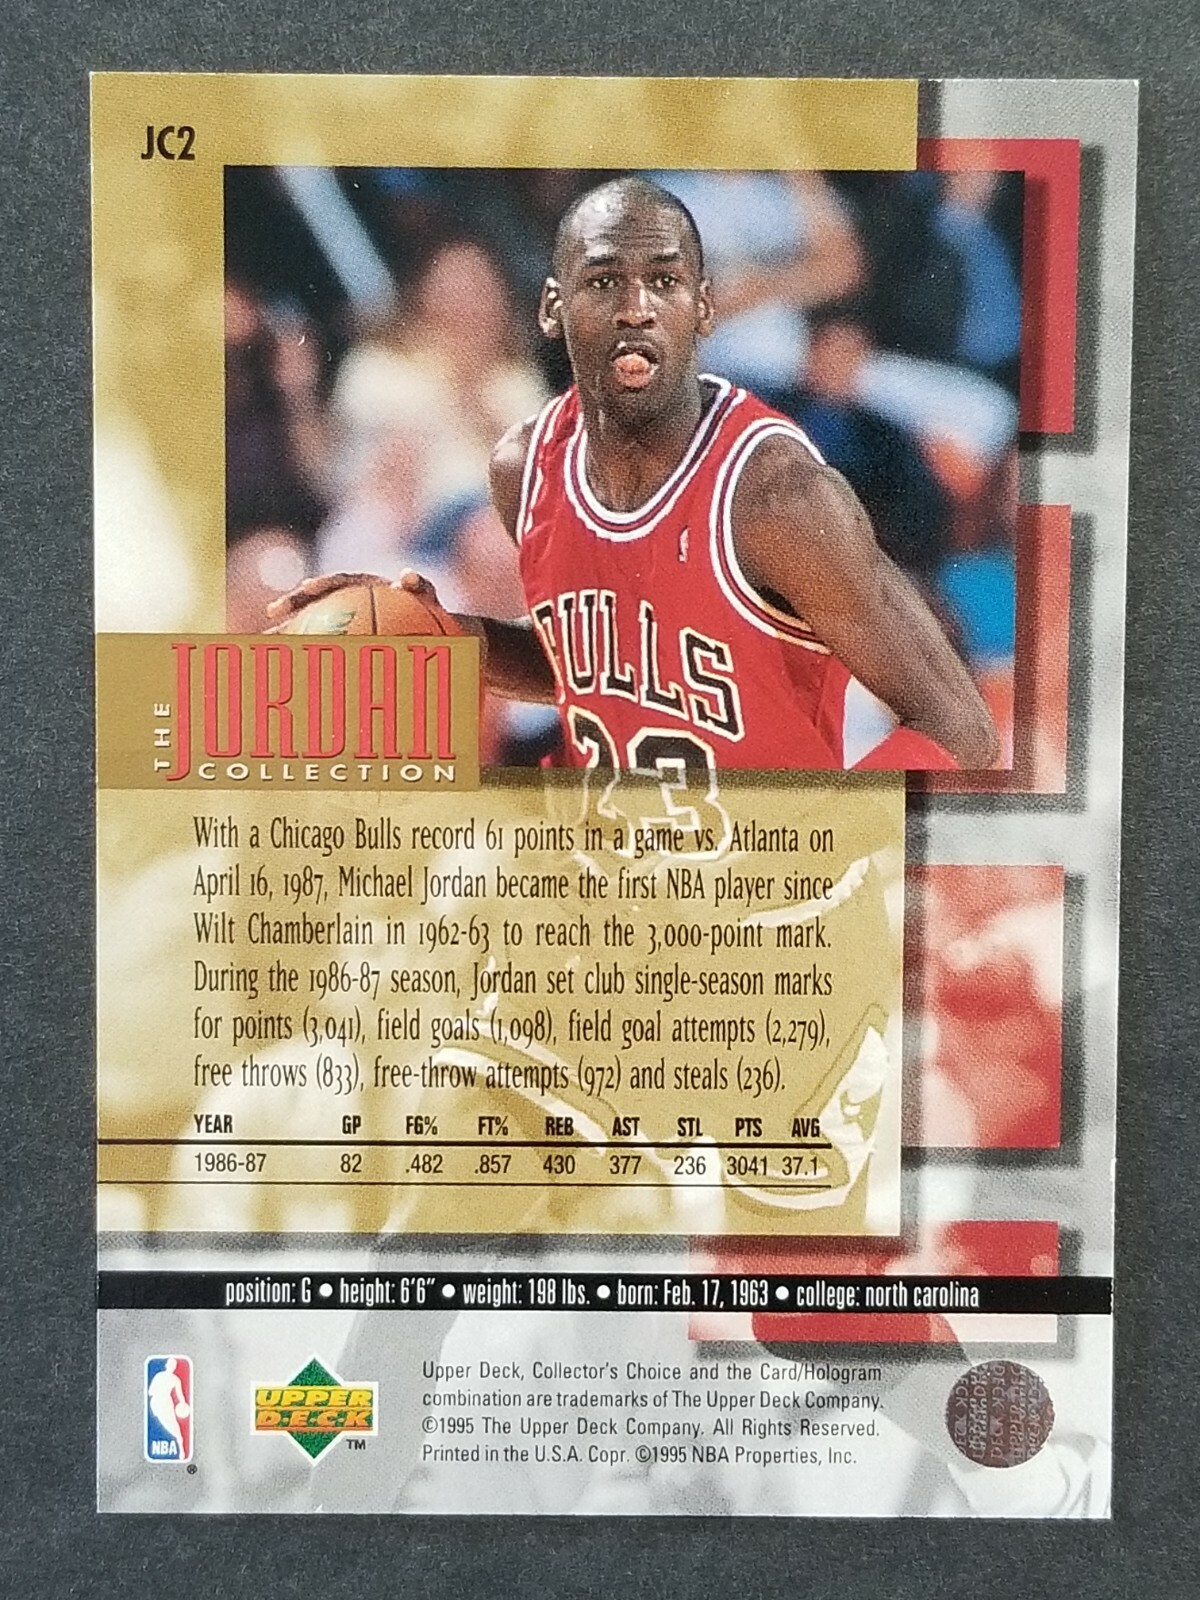 JC2
BULLS
23
THE
JORDAN
COLLECTION
With a Chicago Bulls record 61 points in a game vs. Atlanta on
April 16, 1987, Michael Jordan became the first NBA player since
Wilt Chamberlain in 1962-63 to reach the 3,000-point mark.
During the 1986-87 season, Jordan set club single-season marks
for points (3,041), field goals (1,098), field goal attempts (2,279),
free throws (833), free-throw attempts (972) and steals (236).
YEAR GP FG% FT% REB AST STL PTS AVG
1986-87 82 .482 .857 430 377 236 3041 37.1
position: G • height: 6'6" • weight: 198 lbs. • born: Feb. 17, 1963 • college: north carolina
NBA ®
UPPER
DECK ™
Upper Deck, Collector's Choice and the Card/Hologram
combination are trademarks of The Upper Deck Company.
©1995 The Upper Deck Company. All Rights Reserved.
Printed in the U.S.A. Copr. ©1995 NBA Properties, Inc.